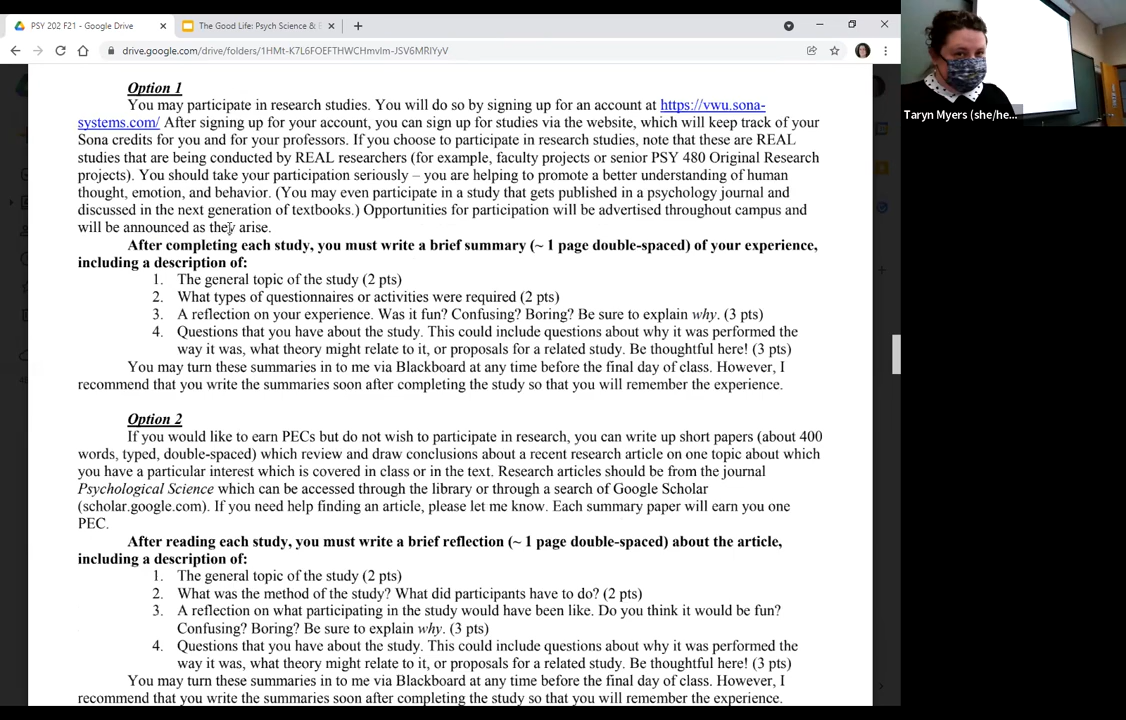 PSY 202 F21 - Google Drive
The Good Life: Psych Science &
drive.google.com/drive/folders/1HMt-K7L6FOEFTHWCHmvIm-JSV6MRIYyV
Taryn Myers (she/he...
Option 1
You may participate in research studies. You will do so by signing up for an account at https://vwu.sona-
systems.com/ After signing up for your account, you can sign up for studies via the website, which will keep track of your
Sona credits for you and for your professors. If you choose to participate in research studies, note that these are REAL
studies that are being conducted by REAL researchers (for example, faculty projects or senior PSY 480 Original Research
projects). You should take your participation seriously – you are helping to promote a better understanding of human
thought, emotion, and behavior. (You may even participate in a study that gets published in a psychology journal and
discussed in the next generation of textbooks.) Opportunities for participation will be advertised throughout campus and
will be announced as they arise.
After completing each study, you must write a brief summary (~ 1 page double-spaced) of your experience,
including a description of:
1. The general topic of the study (2 pts)
2. What types of questionnaires or activities were required (2 pts)
3. A reflection on your experience. Was it fun? Confusing? Boring? Be sure to explain why. (3 pts)
4. Questions that you have about the study. This could include questions about why it was performed the
way it was, what theory might relate to it, or proposals for a related study. Be thoughtful here! (3 pts)
You may turn these summaries in to me via Blackboard at any time before the final day of class. However, I
recommend that you write the summaries soon after completing the study so that you will remember the experience.
Option 2
If you would like to earn PECs but do not wish to participate in research, you can write up short papers (about 400
words, typed, double-spaced) which review and draw conclusions about a recent research article on one topic about which
you have a particular interest which is covered in class or in the text. Research articles should be from the journal
Psychological Science which can be accessed through the library or through a search of Google Scholar
(scholar.google.com). If you need help finding an article, please let me know. Each summary paper will earn you one
PEC.
After reading each study, you must write a brief reflection (~ 1 page double-spaced) about the article,
including a description of:
1. The general topic of the study (2 pts)
2. What was the method of the study? What did participants have to do? (2 pts)
3. A reflection on what participating in the study would have been like. Do you think it would be fun?
Confusing? Boring? Be sure to explain why. (3 pts)
4. Questions that you have about the study. This could include questions about why it was performed the
way it was, what theory might relate to it, or proposals for a related study. Be thoughtful here! (3 pts)
You may turn these summaries in to me via Blackboard at any time before the final day of class. However, I
recommend that you write the summaries soon after completing the study so that you will remember the experience.